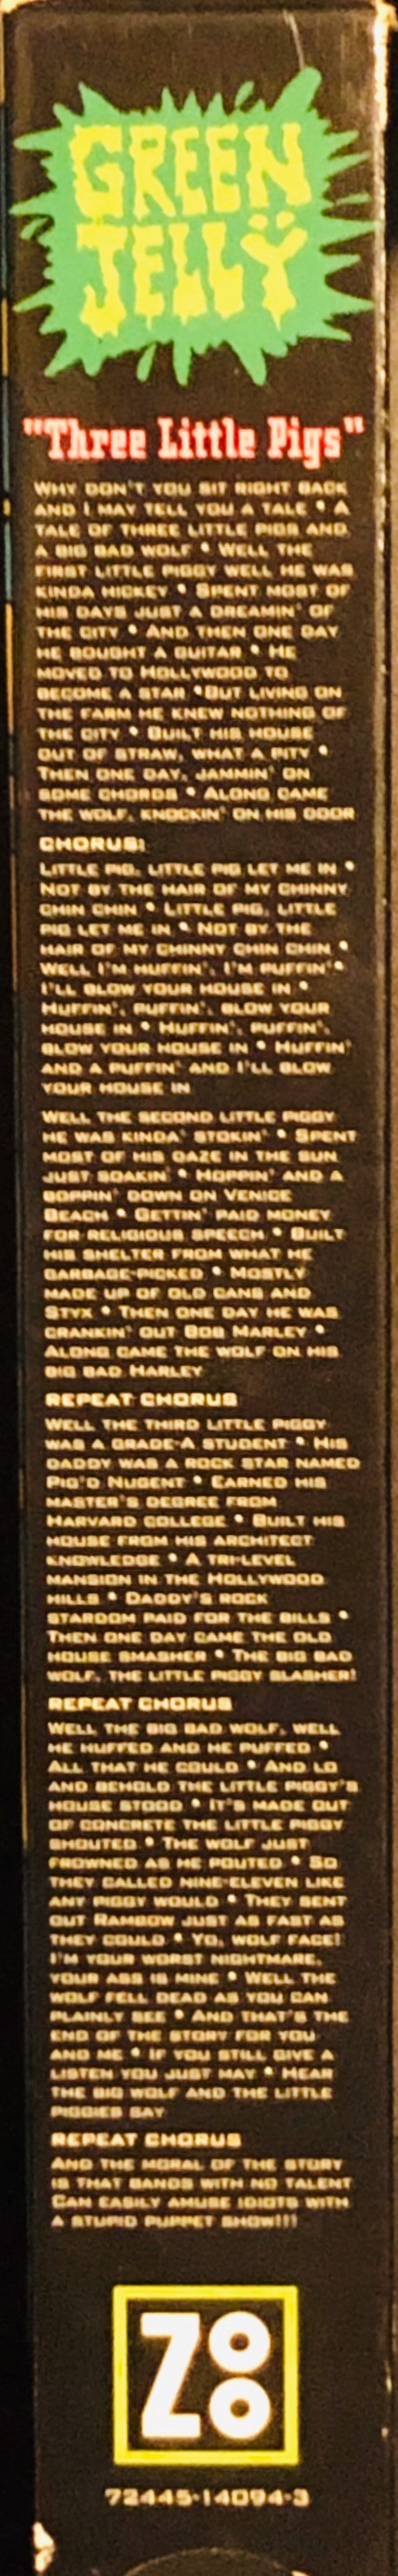 GREEN
JELLŸ
"Three Little Pigs"
WHY DON'T YOU SIT RIGHT BACK
AND I MAY TELL YOU A TALE • A
TALE OF THREE LITTLE PIGS AND
A BIG BAD WOLF • WELL THE
FIRST LITTLE PIGGY WELL HE WAS
KINDA HICKEY • SPENT MOST OF
HIS DAYS JUST A DREAMIN' OF
THE CITY • AND THEN ONE DAY
HE BOUGHT A GUITAR • HE
MOVED TO HOLLYWOOD TO
BECOME A STAR • BUT LIVING ON
THE FARM HE KNEW NOTHING OF
THE CITY • BUILT HIS HOUSE
OUT OF STRAW, WHAT A PITY •
THEN ONE DAY, JAMMIN' ON
SOME CHORDS • ALONG CAME
THE WOLF, KNOCKIN' ON HIS DOOR
CHORUS:
LITTLE PIG, LITTLE PIG LET ME IN •
NOT BY THE HAIR OF MY CHINNY
CHIN CHIN • LITTLE PIG, LITTLE
PIG LET ME IN • NOT BY THE
HAIR OF MY CHINNY CHIN CHIN •
WELL I'M HUFFIN', I'M PUFFIN' •
I'LL BLOW YOUR HOUSE IN •
HUFFIN', PUFFIN', BLOW YOUR
HOUSE IN • HUFFIN', PUFFIN',
BLOW YOUR HOUSE IN • HUFFIN'
AND A PUFFIN' AND I'LL BLOW
YOUR HOUSE IN
WELL THE SECOND LITTLE PIGGY
HE WAS KINDA' STOKIN' • SPENT
MOST OF HIS DAZE IN THE SUN
JUST SOAKIN' • HOPPIN' AND A
BOPPIN' DOWN ON VENICE
BEACH • GETTIN' PAID MONEY
FOR RELIGIOUS SPEECH • BUILT
HIS SHELTER FROM WHAT HE
GARBAGE-PICKED • MOSTLY
MADE UP OF OLD CANS AND
STYX • THEN ONE DAY HE WAS
CRANKIN' OUT BOB MARLEY •
ALONG CAME THE WOLF ON HIS
BIG BAD HARLEY
REPEAT CHORUS
WELL THE THIRD LITTLE PIGGY
WAS A GRADE-A STUDENT • HIS
DADDY WAS A ROCK STAR NAMED
PIG'D NUGENT • EARNED HIS
MASTER'S DEGREE FROM
HARVARD COLLEGE • BUILT HIS
HOUSE FROM HIS ARCHITECT
KNOWLEDGE • A TRI-LEVEL
MANSION IN THE HOLLYWOOD
HILLS • DADDY'S ROCK
STARDOM PAID FOR THE BILLS •
THEN ONE DAY CAME THE OLD
HOUSE SMASHER • THE BIG BAD
WOLF, THE LITTLE PIGGY SLASHER!
REPEAT CHORUS
WELL THE BIG BAD WOLF, WELL
HE HUFFED AND HE PUFFED •
ALL THAT HE COULD • AND LO
AND BEHOLD THE LITTLE PIGGY'S
HOUSE STOOD • IT'S MADE OUT
OF CONCRETE THE LITTLE PIGGY
SHOUTED • THE WOLF JUST
FROWNED AS HE POUTED • SO
THEY CALLED NINE-ELEVEN LIKE
ANY PIGGY WOULD • THEY SENT
OUT RAMBOW JUST AS FAST AS
THEY COULD • YO, WOLF FACE!
I'M YOUR WORST NIGHTMARE,
YOUR ASS IS MINE • WELL THE
WOLF FELL DEAD AS YOU CAN
PLAINLY SEE • AND THAT'S THE
END OF THE STORY FOR YOU
AND ME • IF YOU STILL GIVE A
LISTEN YOU JUST MAY • HEAR
THE BIG WOLF AND THE LITTLE
PIGGIES SAY
REPEAT CHORUS
AND THE MORAL OF THE STORY
IS THAT BANDS WITH NO TALENT
CAN EASILY AMUSE IDIOTS WITH
A STUPID PUPPET SHOW!!!
ZOO
72445-14094-3